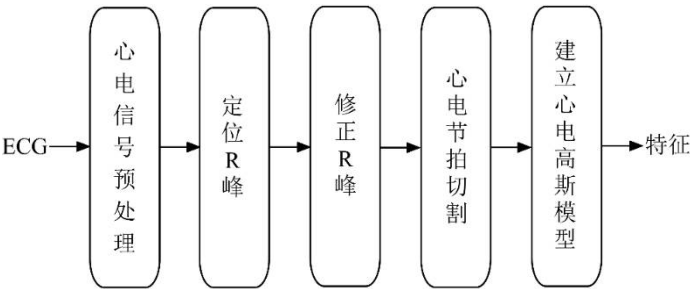 ECG
心电信号预处理
定位R峰
修正R峰
心电节拍切割
建立心电高斯模型
特征